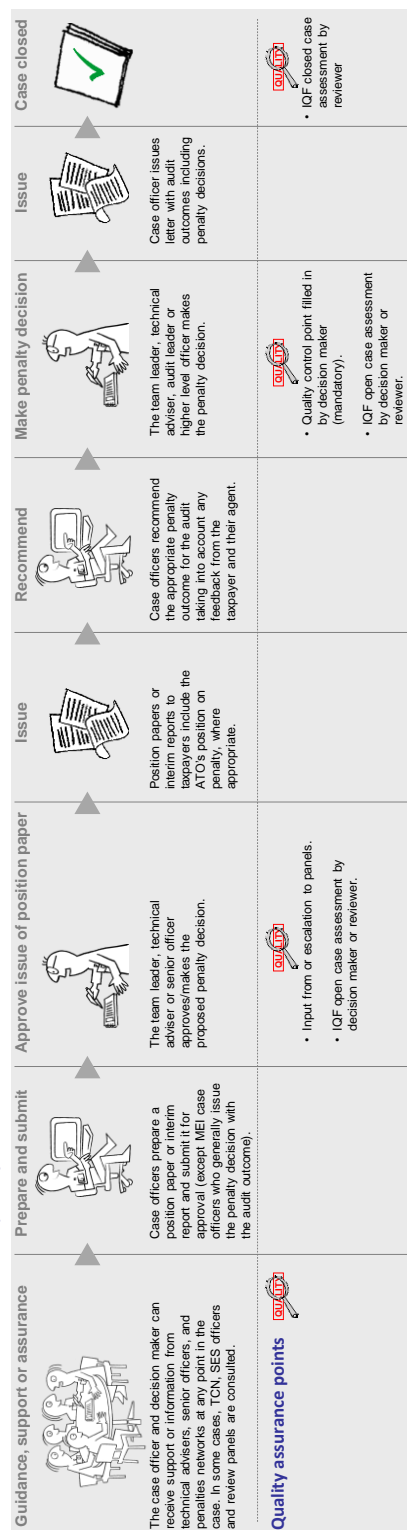 Guidance, support or assurance
The case officer and decision maker can
receive support or information from
technical advisers, senior officers, and
penalties networks at any point in the
case. In some cases, TCN, SES officers
and review panels are consulted.
Prepare and submit
Case officers prepare a
position paper or interim
report and submit it for
approval (except MEI case
officers who generally issue
the penalty decision with
the audit outcome).
Approve issue of position paper
The team leader, technical
adviser or senior officer
approves/makes the
proposed penalty decision.
Issue
Position papers or
interim reports to
taxpayers include the
ATO's position on
penalty, where
appropriate.
Recommend
Case officers recommend
the appropriate penalty
outcome for the audit
taking into account any
feedback from the
taxpayer and their agent.
Make penalty decision
The team leader, technical
adviser, audit leader or
higher level officer makes
the penalty decision.
Issue
Case officer issues
letter with audit
outcomes including
penalty decisions.
Case closed
Quality assurance points
QUALITY
QUALITY
• Input from or escalation to panels.
• IQF open case assessment by
decision maker or reviewer.
QUALITY
• Quality control point filled in
by decision maker
(mandatory).
• IQF open case assessment
by decision maker or
reviewer.
QUALITY
• IQF closed case
assessment by
reviewer